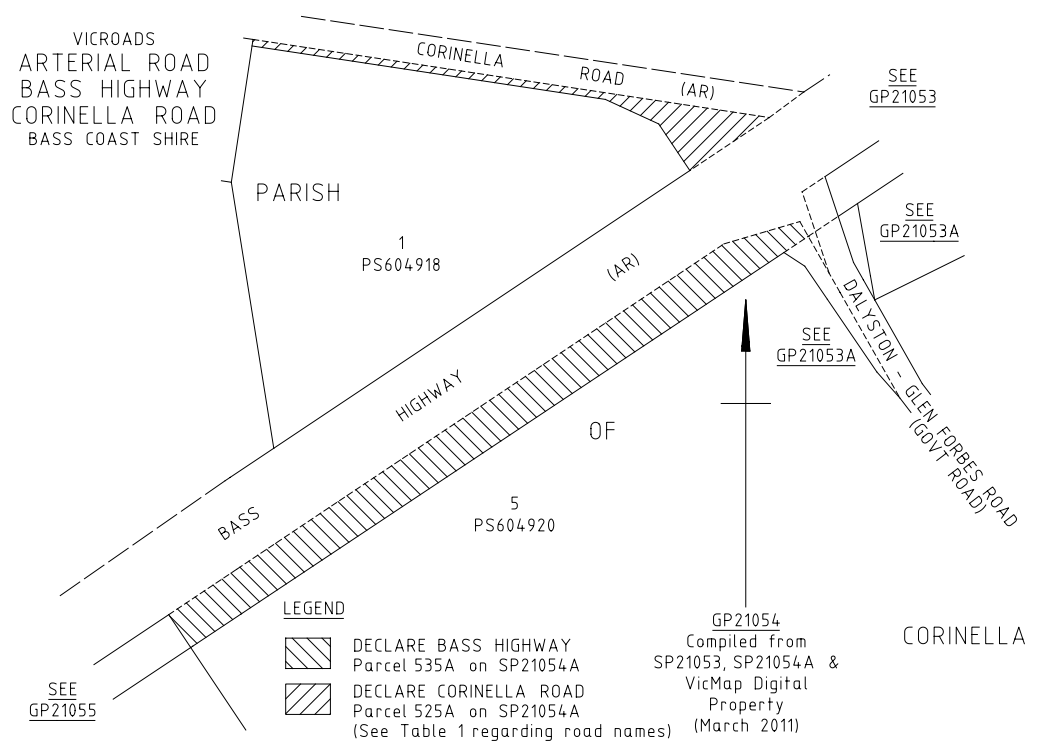 VICROADS
ARTERIAL ROAD
BASS HIGHWAY
CORINELLA ROAD
BASS COAST SHIRE
CORINELLA ROAD (AR)
SEE
GP21053
PARISH
1
PS604918
(AR)
SEE
GP21053A
SEE
GP21053A
DALYSTON - GLEN FORBES ROAD
(GOVT ROAD)
BASS HIGHWAY
OF
5
PS604920
CORINELLA
LEGEND
DECLARE BASS HIGHWAY
Parcel 535A on SP21054A
DECLARE CORINELLA ROAD
Parcel 525A on SP21054A
(See Table 1 regarding road names)
GP21054
Compiled from
SP21053, SP21054A &
VicMap Digital
Property
(March 2011)
SEE
GP21055